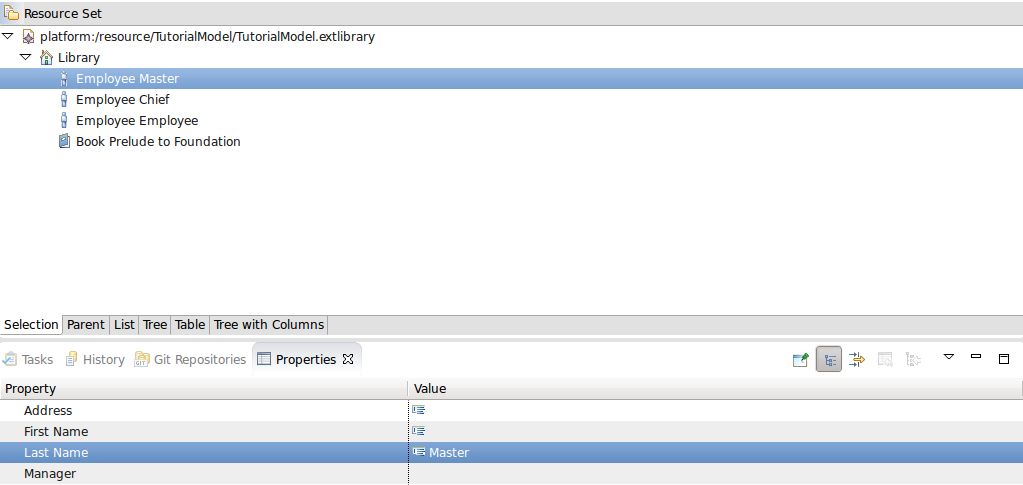 Resource Set
platform:/resource/TutorialModel/TutorialModel.extlibrary
Library
Employee Master
Employee Chief
Employee Employee
Book Prelude to Foundation
Selection Parent List Tree Table Tree with Columns
Tasks History Git Repositories Properties
Property Value
Address
First Name
Last Name Master
Manager